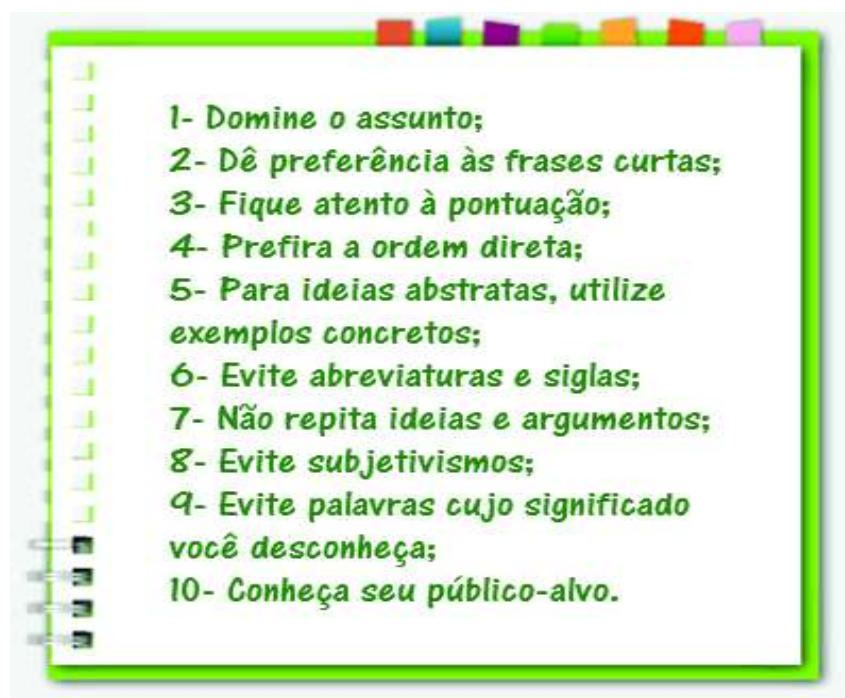 1- Domine o assunto;
2- Dê preferência às frases curtas;
3- Fique atento à pontuação;
4- Prefira a ordem direta;
5- Para ideias abstratas, utilize
exemplos concretos;
6- Evite abreviaturas e siglas;
7- Não repita ideias e argumentos;
8- Evite subjetivismos;
9- Evite palavras cujo significado
você desconheça;
10- Conheça seu público-alvo.